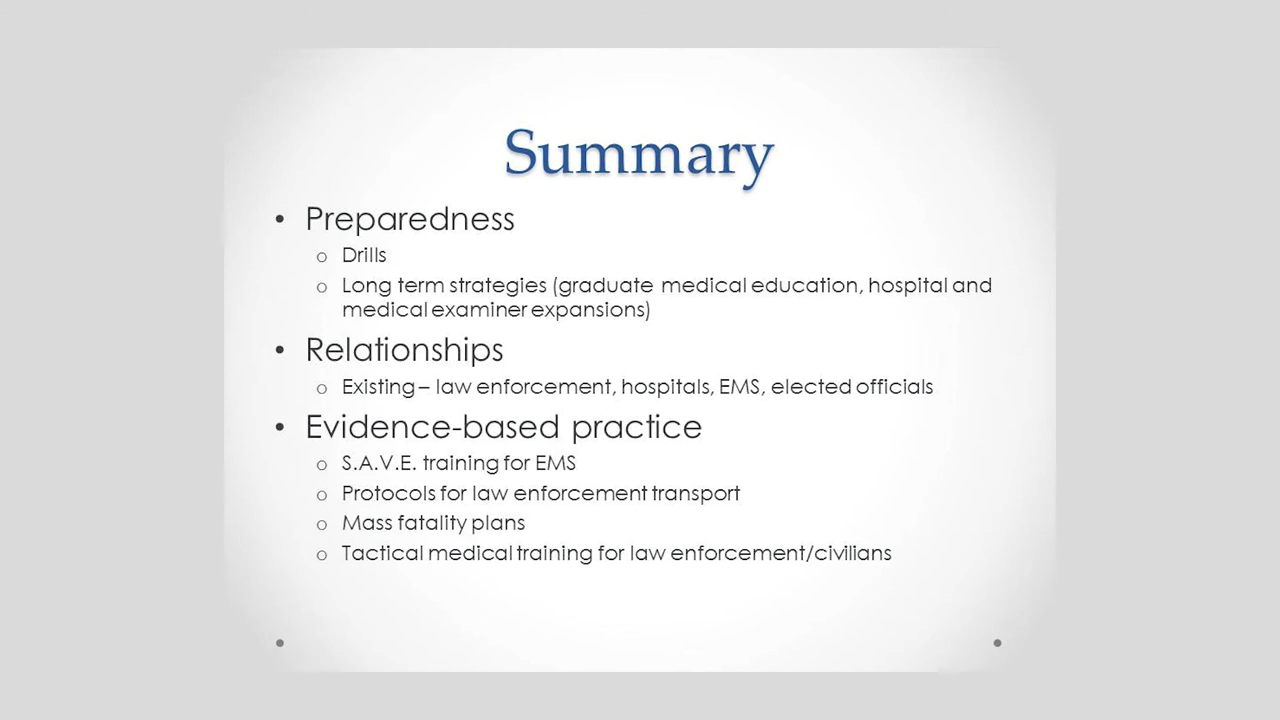 Summary
• Preparedness
o Drills
o Long term strategies (graduate medical education, hospital and
medical examiner expansions)
• Relationships
o Existing – law enforcement, hospitals, EMS, elected officials
• Evidence-based practice
o S.A.V.E. training for EMS
o Protocols for law enforcement transport
o Mass fatality plans
o Tactical medical training for law enforcement/civilians